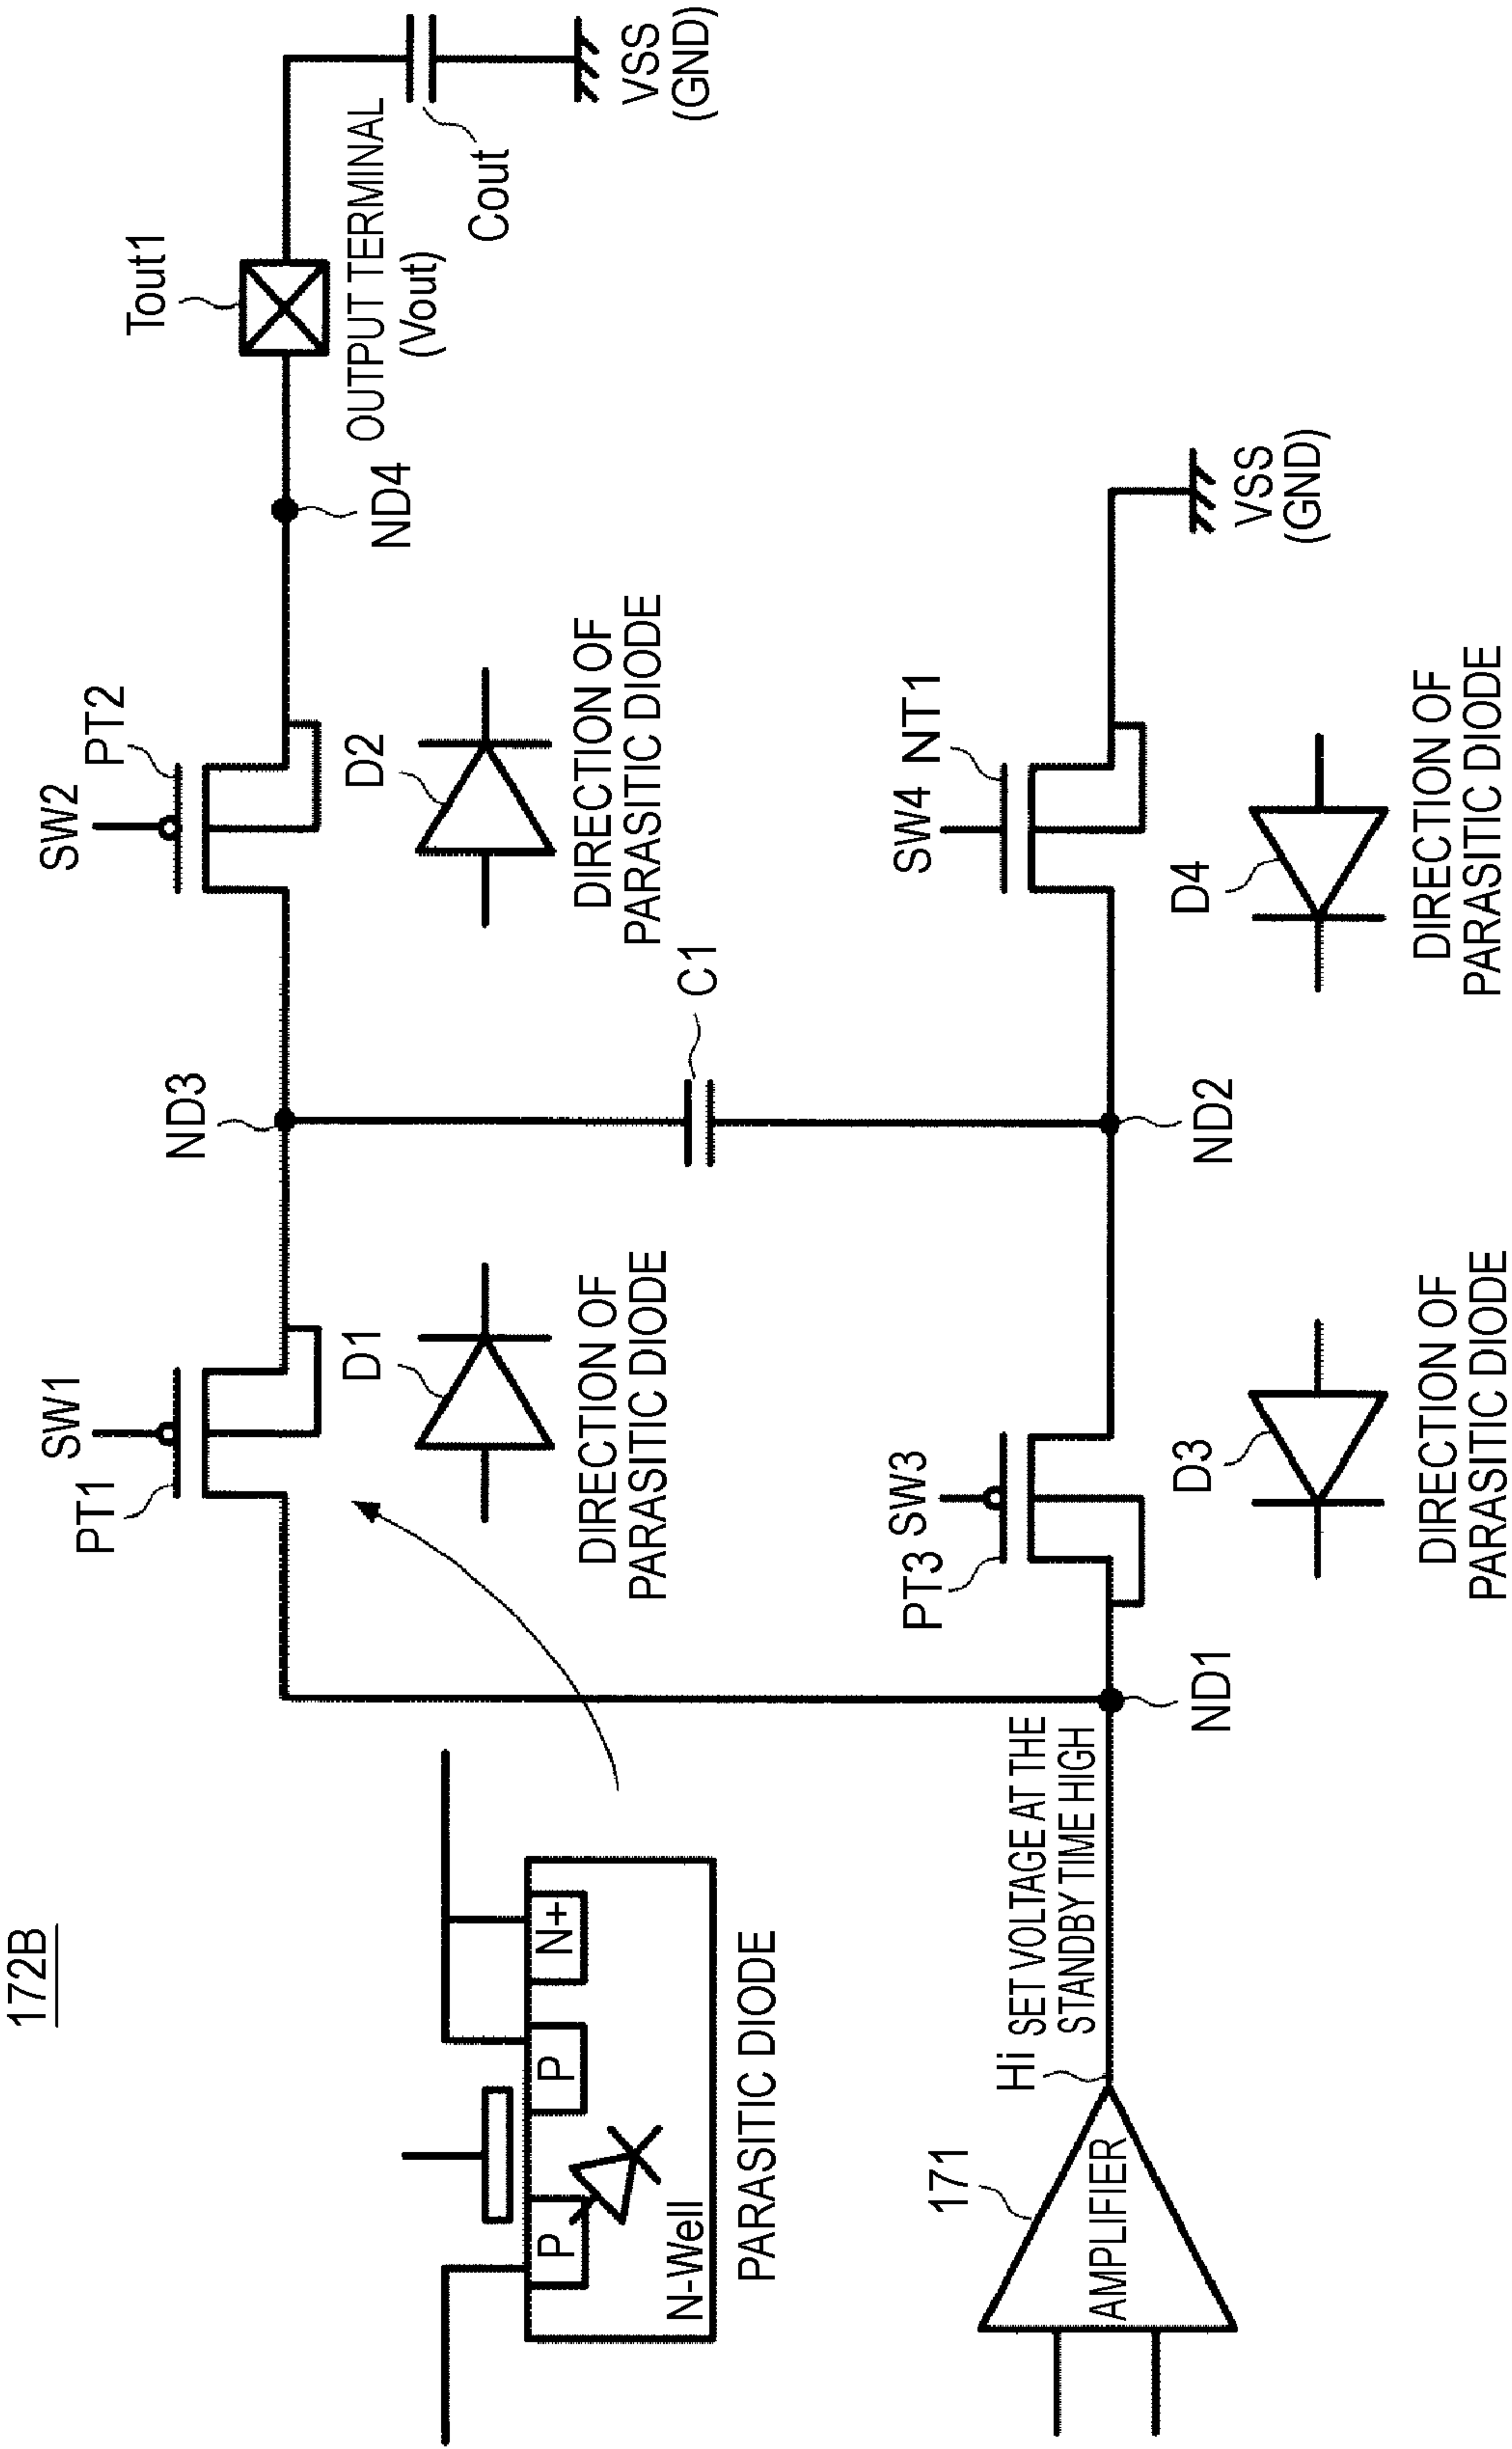 172B
SW1
PT1
ND3
SW2
PT2
Tout1
D1
DIRECTION OF
PARASITIC DIODE
D2
DIRECTION OF
PARASITIC DIODE
ND4
OUTPUT TERMINAL
(Vout)
Cout
VSS
(GND)
P
P
N+
N-Well
PARASITIC DIODE
C1
171
AMPLIFIER
Hi
SET VOLTAGE AT THE
STANDBY TIME HIGH
ND1
PT3
SW3
ND2
SW4
NT1
VSS
(GND)
D3
DIRECTION OF
PARASITIC DIODE
D4
DIRECTION OF
PARASITIC DIODE